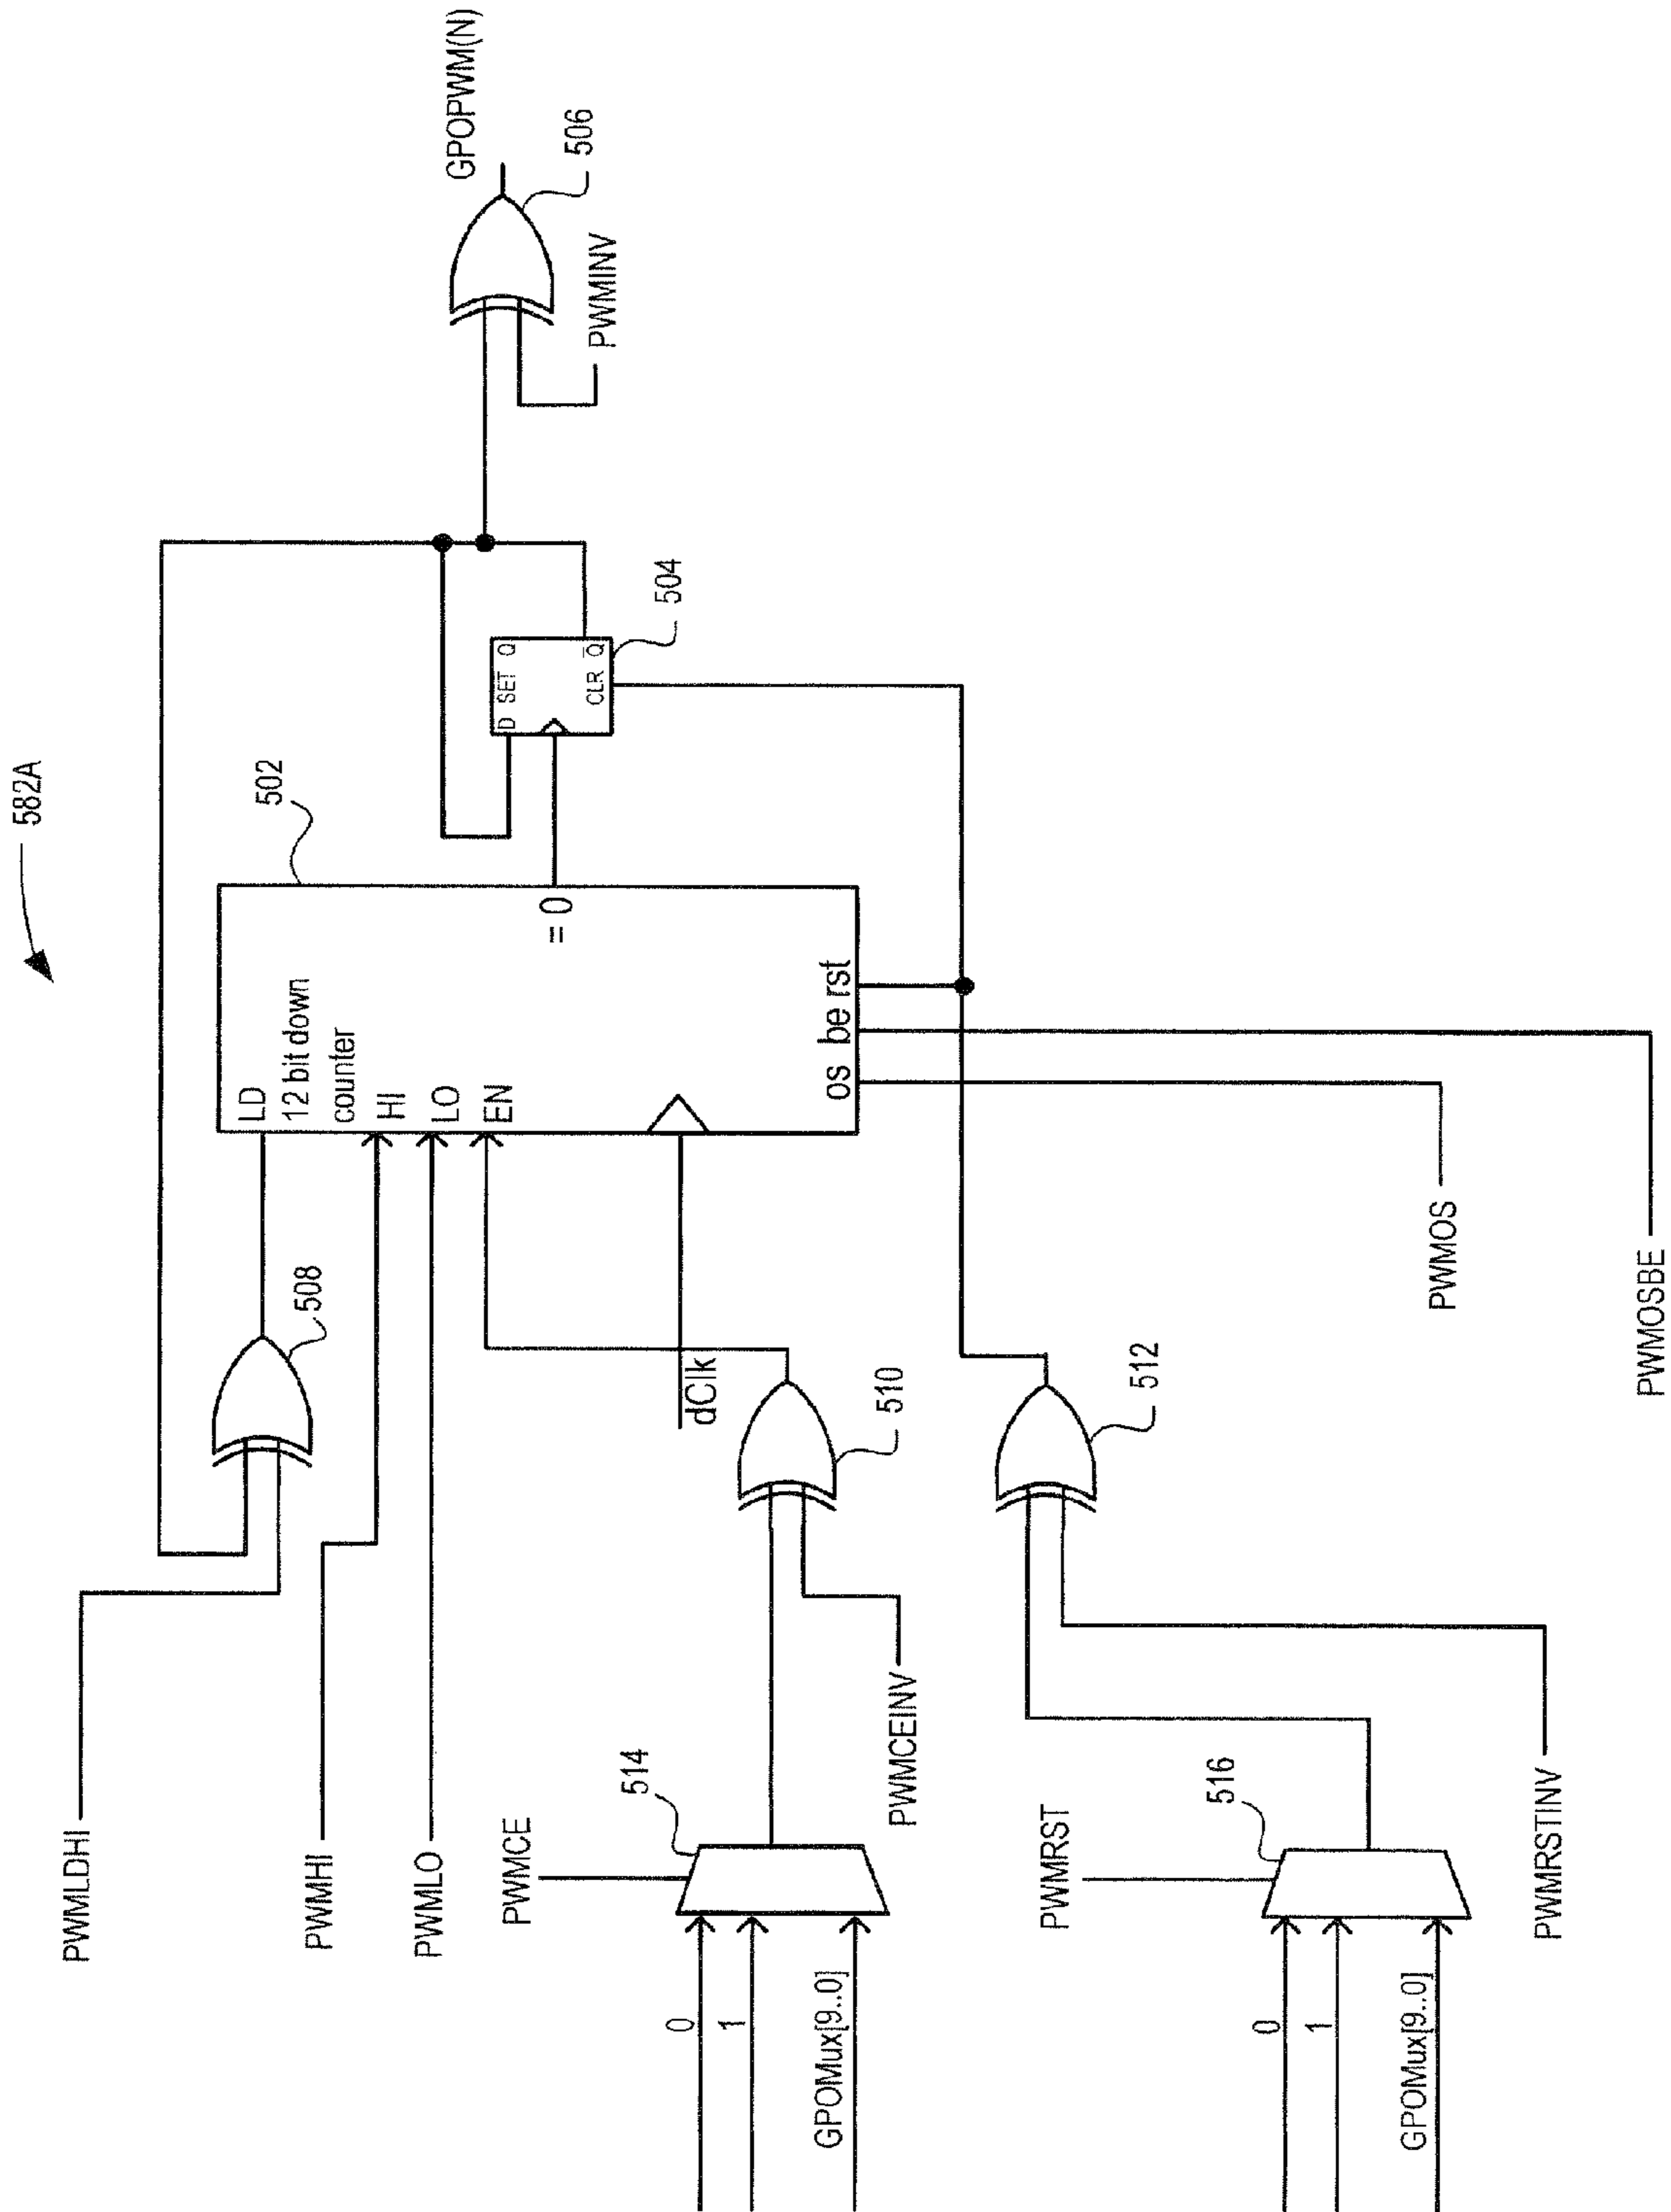 582A
PWMLDHI
PWMHI
PWMLO
PWMCE
0
1
GPOMux[9..0]
514
PWMCEINV
PWMRST
0
1
GPOMux[9..0]
516
PWMRSTINV
508
510
512
dClk
PWMOS
PWMOSBE
502
LD
12 bit down
counter
HI
LO
EN
= 0
os be rst
D SET Q
CLR Q̅
504
GPOPWM(N)
506
PWMINV